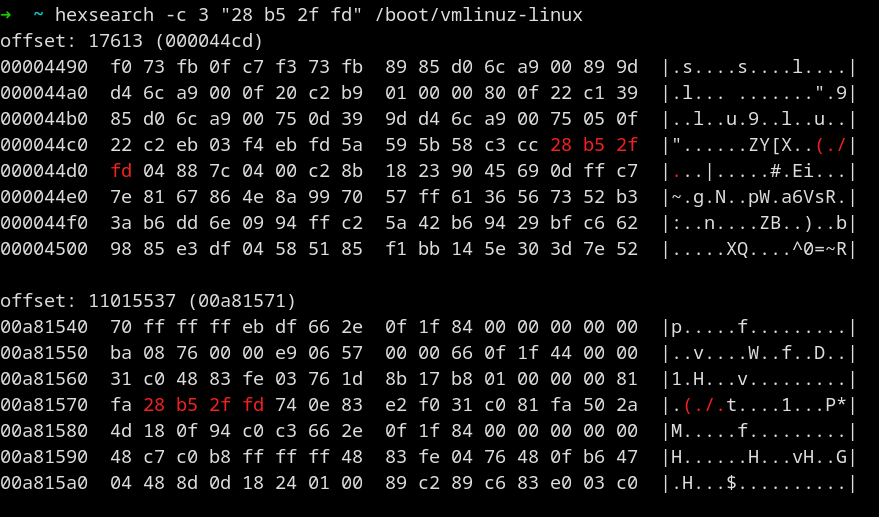 ➜  ~ hexsearch -c 3 "28 b5 2f fd" /boot/vmlinuz-linux
offset: 17613 (000044cd)
00004490  f0 73 fb 0f c7 f3 73 fb  89 85 d0 6c a9 00 89 9d  |.s....s....l....|
000044a0  d4 6c a9 00 0f 20 c2 b9  01 00 00 80 0f 22 c1 39  |.l... .......".9|
000044b0  85 d0 6c a9 00 75 0d 39  9d d4 6c a9 00 75 05 0f  |..l..u.9..l..u..|
000044c0  22 c2 eb 03 f4 eb fd 5a  59 5b 58 c3 cc 28 b5 2f  |"......ZY[X..(./|
000044d0  fd 04 88 7c 04 00 c2 8b  18 23 90 45 69 0d ff c7  |...|.....#.Ei...|
000044e0  7e 81 67 86 4e 8a 99 70  57 ff 61 36 56 73 52 b3  |~.g.N..pW.a6VsR.|
000044f0  3a b6 dd 6e 09 94 ff c2  5a 42 b6 94 29 bf c6 62  |:..n....ZB..)..b|
00004500  98 85 e3 df 04 58 51 85  f1 bb 14 5e 30 3d 7e 52  |.....XQ....^0=~R|
offset: 11015537 (00a81571)
00a81540  70 ff ff ff eb df 66 2e  0f 1f 84 00 00 00 00 00  |p.....f.........|
00a81550  ba 08 76 00 00 e9 06 57  00 00 66 0f 1f 44 00 00  |..v....W..f..D..|
00a81560  31 c0 48 83 fe 03 76 1d  8b 17 b8 01 00 00 00 81  |1.H...v.........|
00a81570  fa 28 b5 2f fd 74 0e 83  e2 f0 31 c0 81 fa 50 2a  |.(./.t....1...P*|
00a81580  4d 18 0f 94 c0 c3 66 2e  0f 1f 84 00 00 00 00 00  |M.....f.........|
00a81590  48 c7 c0 b8 ff ff ff 48  83 fe 04 76 48 0f b6 47  |H......H...vH..G|
00a815a0  04 48 8d 0d 18 24 01 00  89 c2 89 c6 83 e0 03 c0  |.H...$..........|